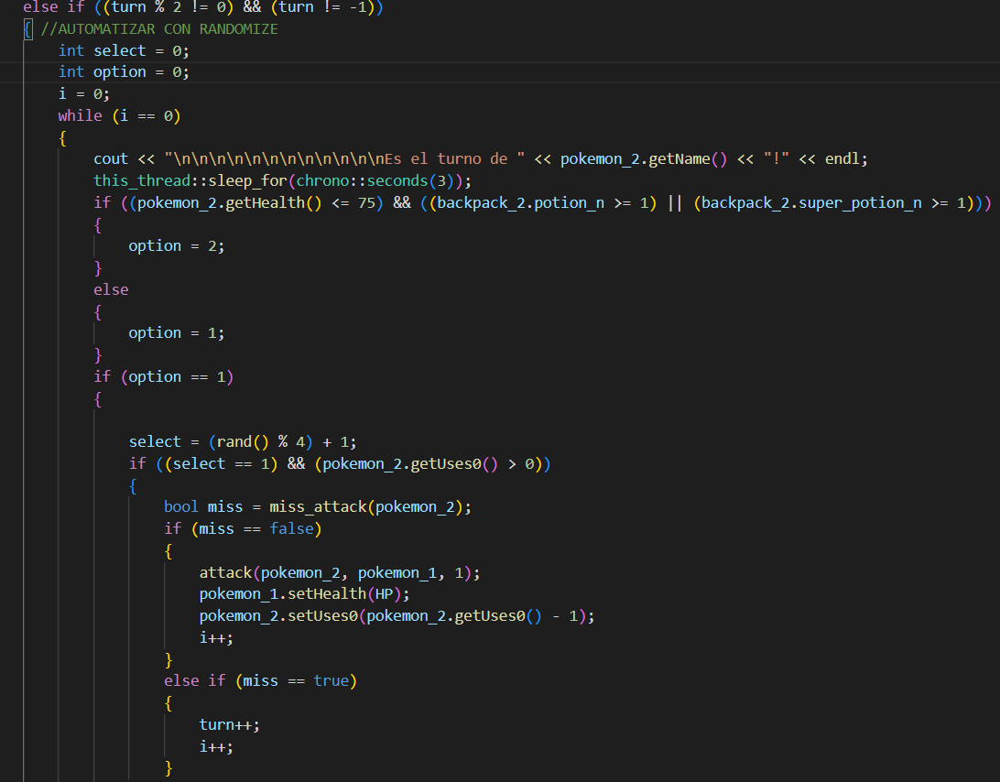 else if ((turn % 2 != 0) && (turn != -1))
{ //AUTOMATIZAR CON RANDOMIZE
int select = 0;
int option = 0;
i = 0;
while (i == 0)
{
cout << "\n\n\n\n\n\n\n\n\n\n\n\nEs el turno de " << pokemon_2.getName() << "!" << endl;
this_thread::sleep_for(chrono::seconds(3));
if ((pokemon_2.getHealth() <= 75) && ((backpack_2.potion_n >= 1) || (backpack_2.super_potion_n >= 1)))
{
option = 2;
}
else
{
option = 1;
}
if (option == 1)
{
select = (rand() % 4) + 1;
if ((select == 1) && (pokemon_2.getUses0() > 0))
{
bool miss = miss_attack(pokemon_2);
if (miss == false)
{
attack(pokemon_2, pokemon_1, 1);
pokemon_1.setHealth(HP);
pokemon_2.setUses0(pokemon_2.getUses0() - 1);
i++;
}
else if (miss == true)
{
turn++;
i++;
}